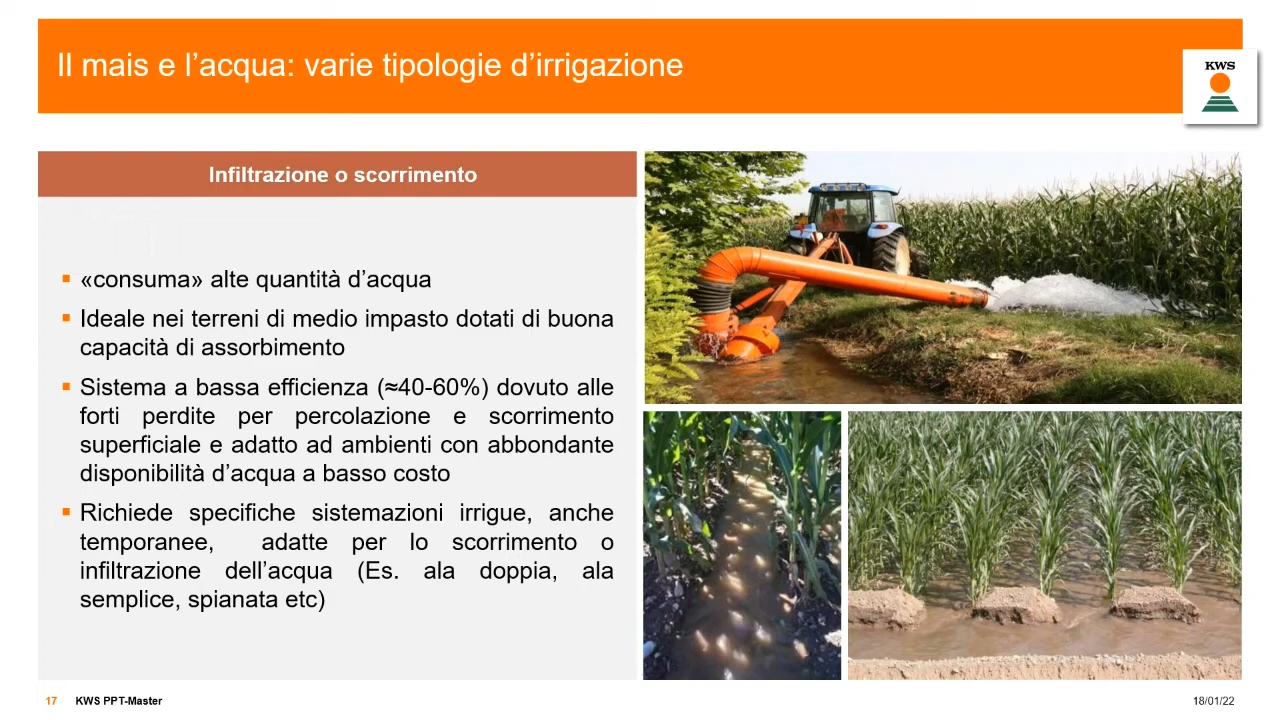 Il mais e l’acqua: varie tipologie d’irrigazione
KWS
Infiltrazione o scorrimento
«consuma» alte quantità d’acqua
Ideale nei terreni di medio impasto dotati di buona
capacità di assorbimento
Sistema a bassa efficienza (≈40-60%) dovuto alle
forti perdite per percolazione e scorrimento
superficiale e adatto ad ambienti con abbondante
disponibilità d’acqua a basso costo
Richiede specifiche sistemazioni irrigue, anche
temporanee, adatte per lo scorrimento o
infiltrazione dell’acqua (Es. ala doppia, ala
semplice, spianata etc)
17 KWS PPT-Master
18/01/22